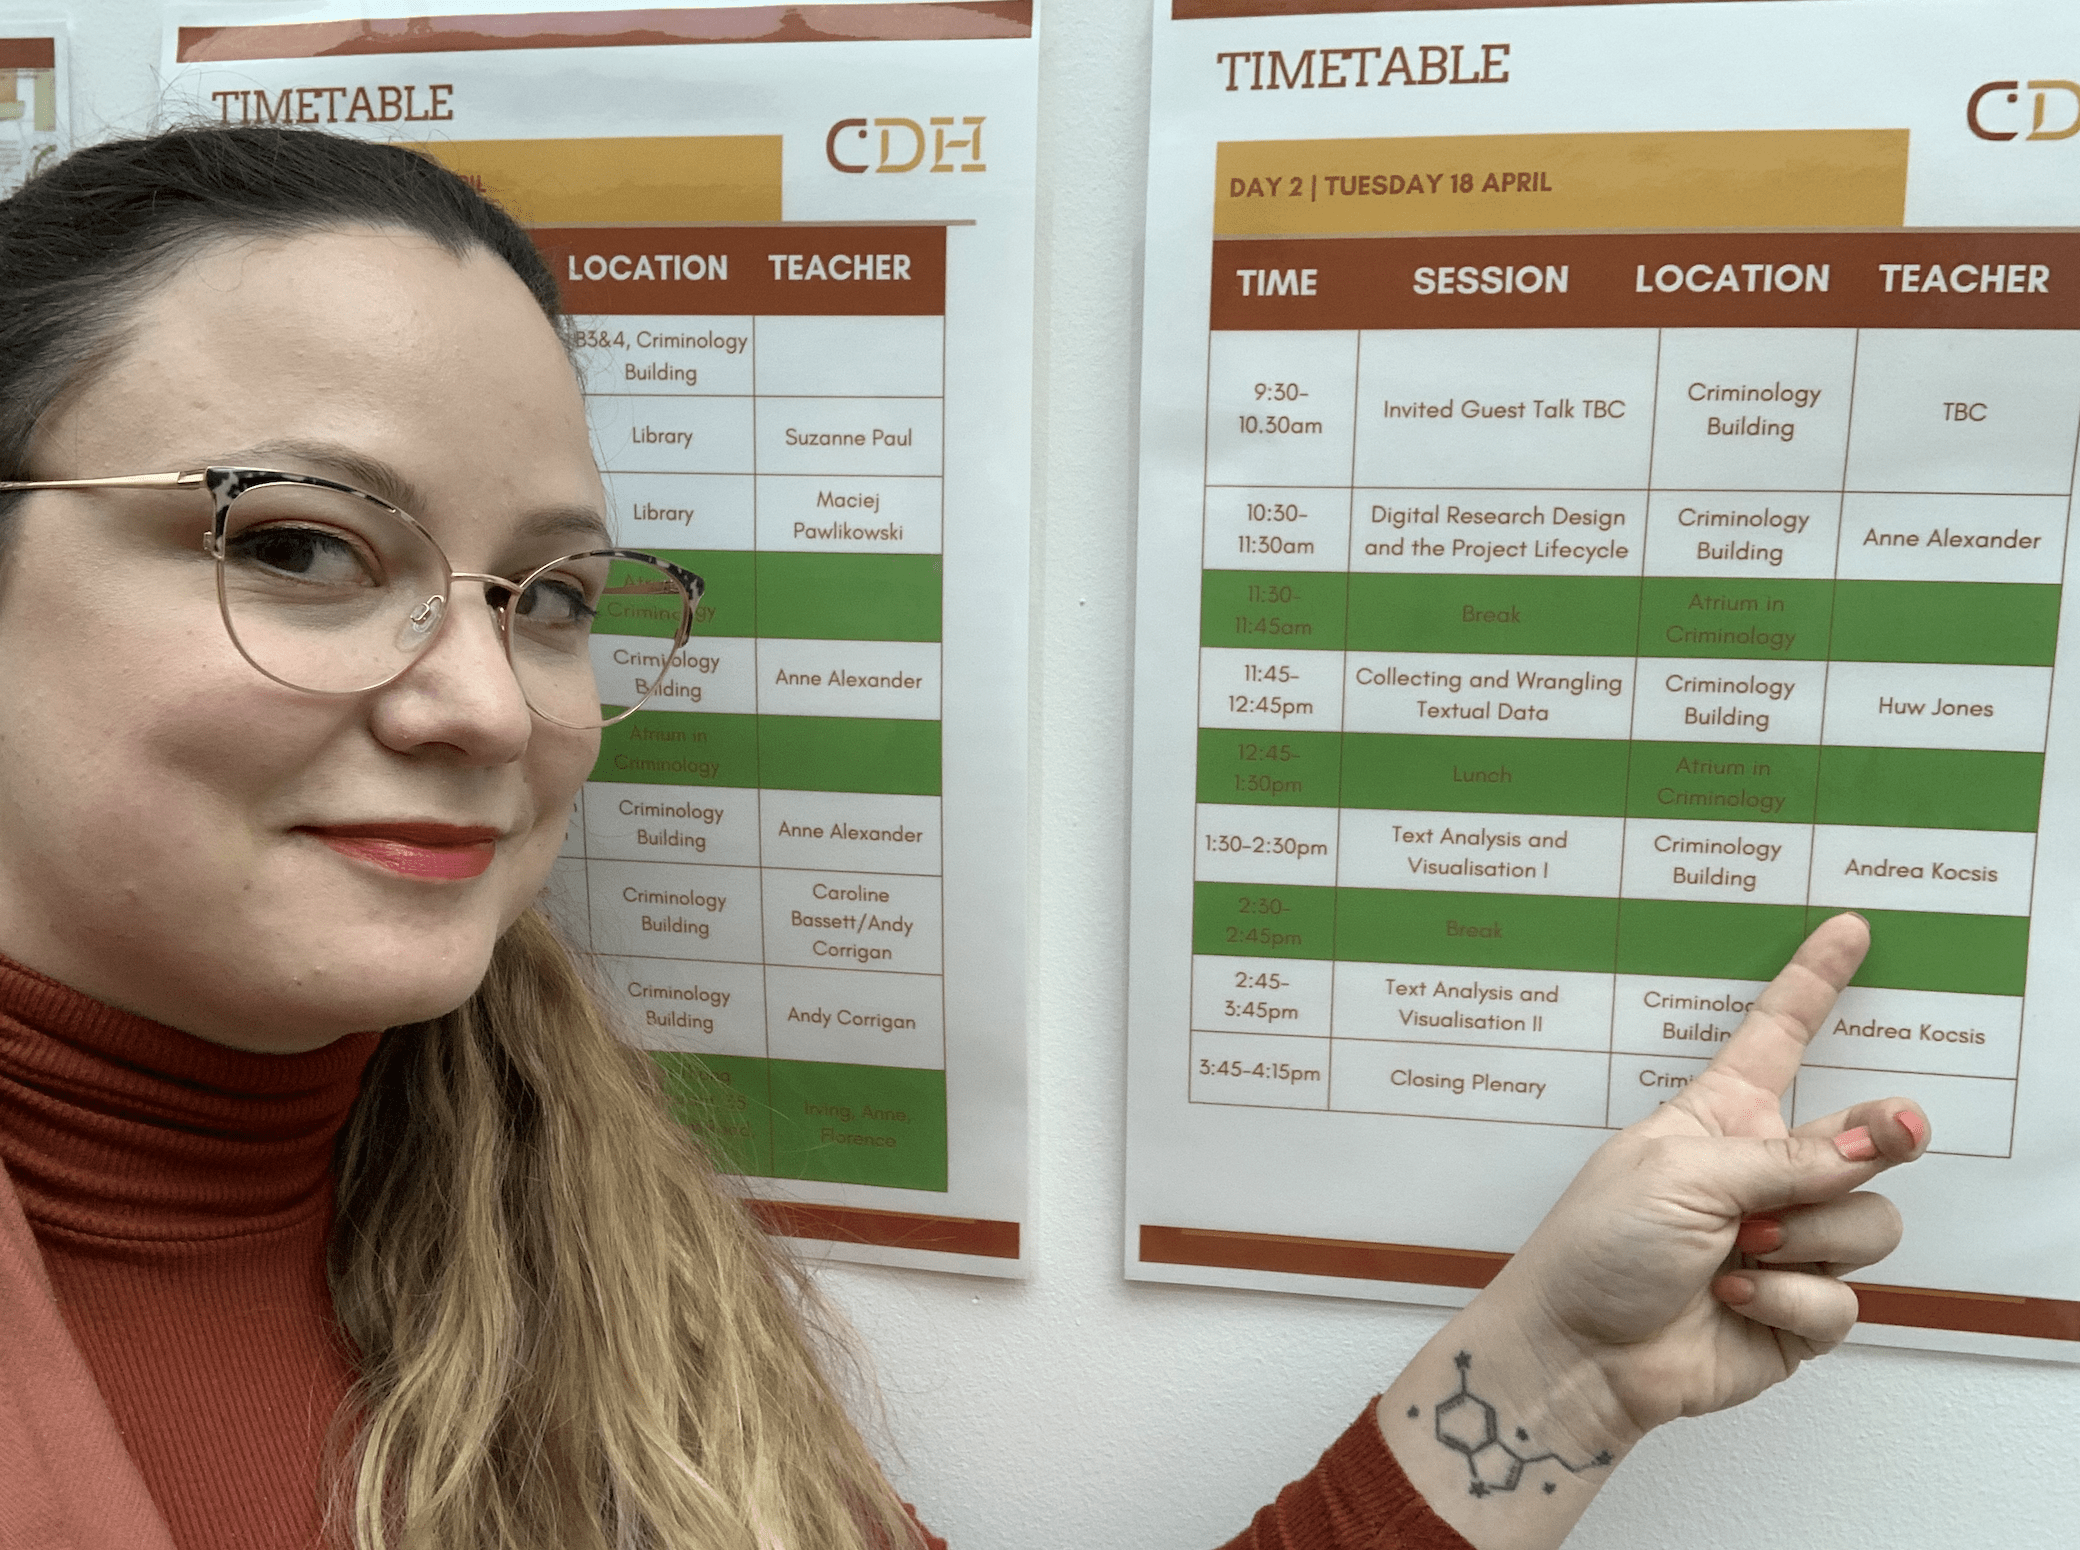 TIMETABLE
CDH
LOCATION TEACHER
B3&4, Criminology
Building
Library
Suzanne Paul
Library
Maciej
Pawlikowski
Criminology
Criminology
Building
Anne Alexander
Atrium in
Criminology
Criminology
Building
Anne Alexander
Criminology
Building
Caroline
Bassett/Andy
Corrigan
Criminology
Building
Andy Corrigan
Irving, Anne,
Florence
TIMETABLE
CD
DAY 2 | TUESDAY 18 APRIL
TIME SESSION LOCATION TEACHER
9:30-
10.30am
Invited Guest Talk TBC
Criminology
Building
TBC
10:30-
11:30am
Digital Research Design
and the Project Lifecycle
Criminology
Building
Anne Alexander
11:30-
11:45am
Break
Atrium in
Criminology
11:45-
12:45pm
Collecting and Wrangling
Textual Data
Criminology
Building
Huw Jones
12:45-
1:30pm
Lunch
Atrium in
Criminology
1:30-2:30pm
Text Analysis and
Visualisation I
Criminology
Building
Andrea Kocsis
2:30-
2:45pm
Break
2:45-
3:45pm
Text Analysis and
Visualisation II
Criminolo
Buildin
Andrea Kocsis
3:45-4:15pm
Closing Plenary
Crim